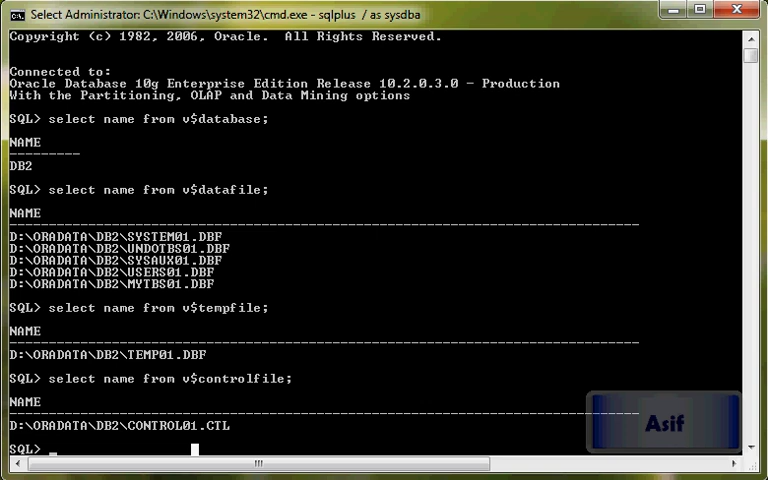 Select Administrator: C:\Windows\system32\cmd.exe - sqlplus  / as sysdba
Copyright (c) 1982, 2006, Oracle.  All Rights Reserved.
Connected to:
Oracle Database 10g Enterprise Edition Release 10.2.0.3.0 - Production
With the Partitioning, OLAP and Data Mining options
SQL> select name from v$database;
NAME
---------
DB2
SQL> select name from v$datafile;
NAME
--------------------------------------------------------------------------------
D:\ORADATA\DB2\SYSTEM01.DBF
D:\ORADATA\DB2\UNDOTBS01.DBF
D:\ORADATA\DB2\SYSAUX01.DBF
D:\ORADATA\DB2\USERS01.DBF
D:\ORADATA\DB2\MYTBS01.DBF
SQL> select name from v$tempfile;
NAME
--------------------------------------------------------------------------------
D:\ORADATA\DB2\TEMP01.DBF
SQL> select name from v$controlfile;
NAME
--------------------------------------------------------------------------------
D:\ORADATA\DB2\CONTROL01.CTL
SQL> _
Asif